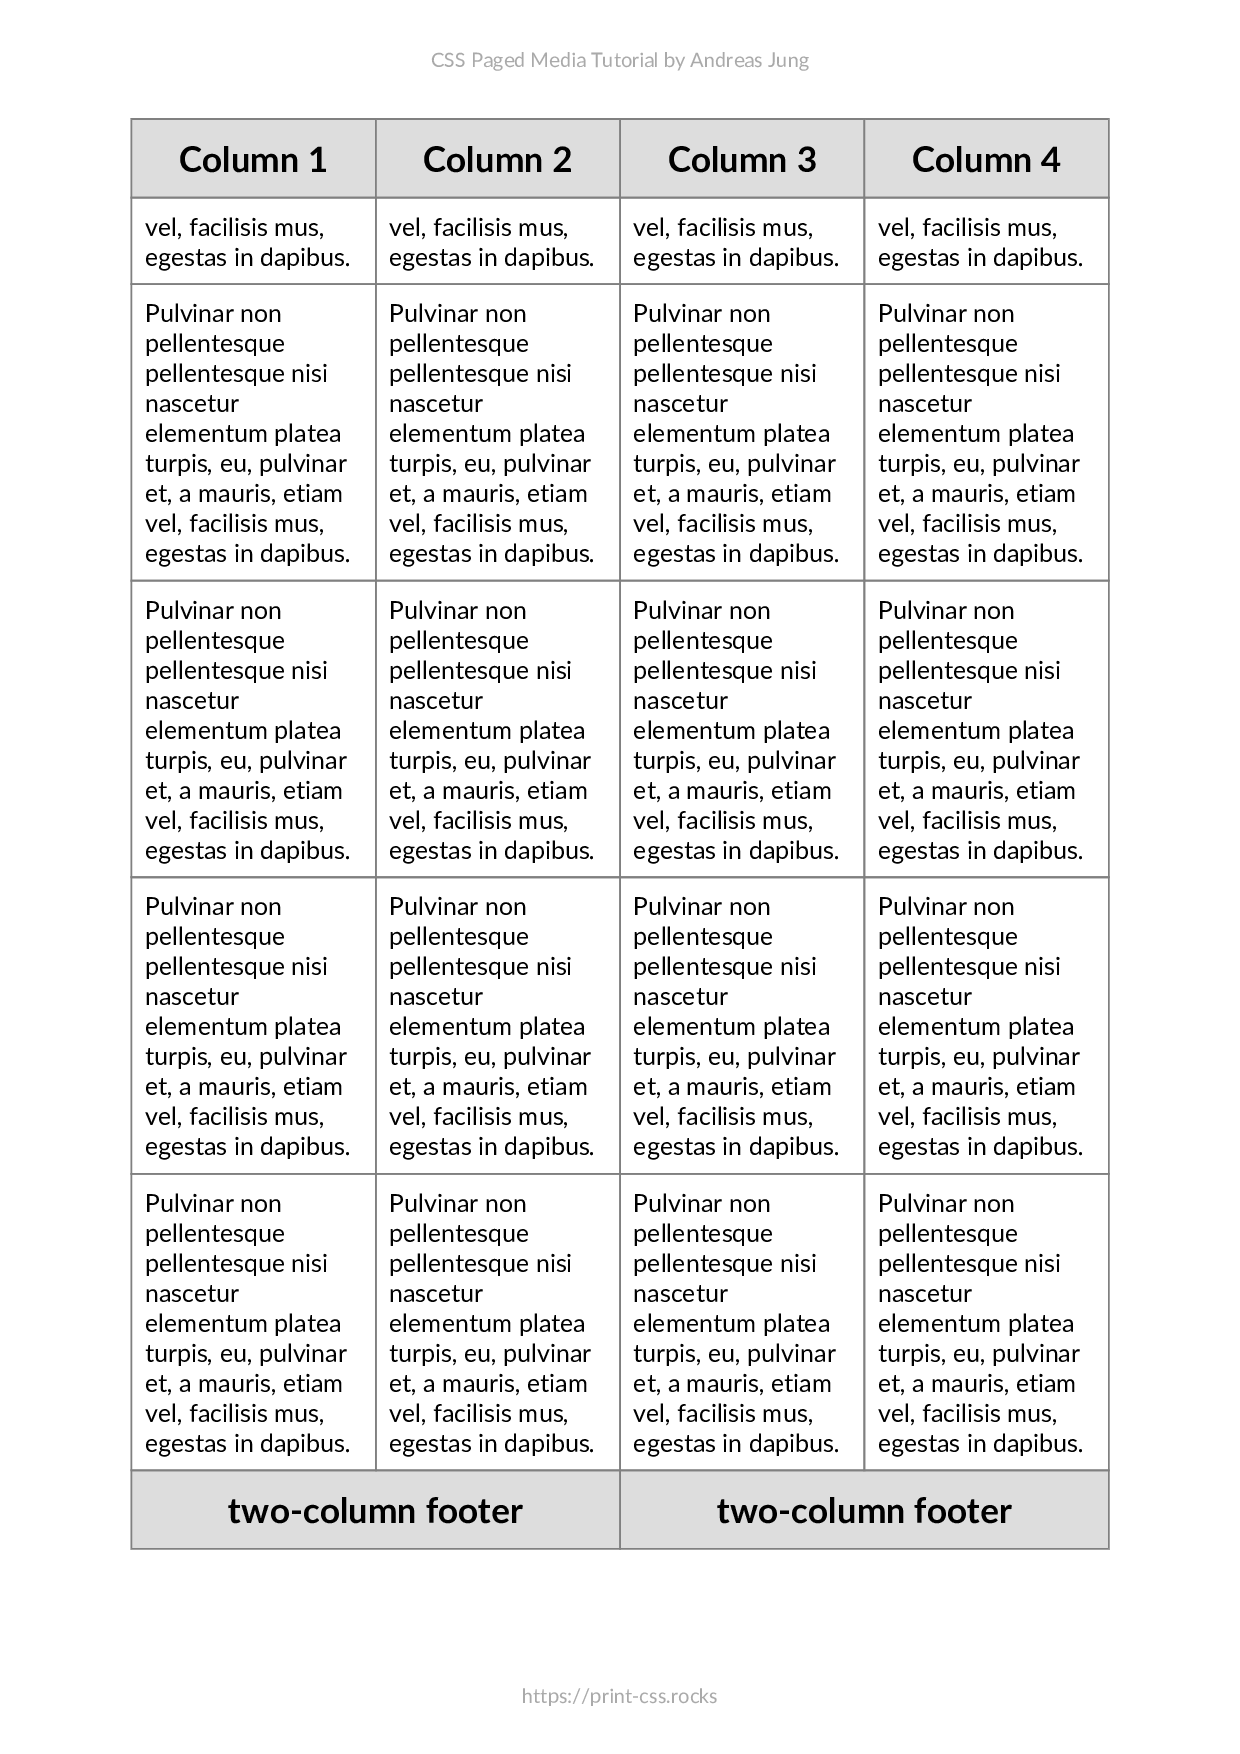 CSS Paged Media Tutorial by Andreas Jung
Column 1 Column 2 Column 3 Column 4
vel, facilisis mus, vel, facilisis mus, vel, facilisis mus, vel, facilisis mus,
egestas in dapibus. egestas in dapibus. egestas in dapibus. egestas in dapibus.
Pulvinar non Pulvinar non Pulvinar non Pulvinar non
pellentesque pellentesque pellentesque pellentesque
pellentesque nisi pellentesque nisi pellentesque nisi pellentesque nisi
nascetur nascetur nascetur nascetur
elementum platea elementum platea elementum platea elementum platea
turpis, eu, pulvinar turpis, eu, pulvinar turpis, eu, pulvinar turpis, eu, pulvinar
et, a mauris, etiam et, a mauris, etiam et, a mauris, etiam et, a mauris, etiam
vel, facilisis mus, vel, facilisis mus, vel, facilisis mus, vel, facilisis mus,
egestas in dapibus. egestas in dapibus. egestas in dapibus. egestas in dapibus.
Pulvinar non Pulvinar non Pulvinar non Pulvinar non
pellentesque pellentesque pellentesque pellentesque
pellentesque nisi pellentesque nisi pellentesque nisi pellentesque nisi
nascetur nascetur nascetur nascetur
elementum platea elementum platea elementum platea elementum platea
turpis, eu, pulvinar turpis, eu, pulvinar turpis, eu, pulvinar turpis, eu, pulvinar
et, a mauris, etiam et, a mauris, etiam et, a mauris, etiam et, a mauris, etiam
vel, facilisis mus, vel, facilisis mus, vel, facilisis mus, vel, facilisis mus,
egestas in dapibus. egestas in dapibus. egestas in dapibus. egestas in dapibus.
Pulvinar non Pulvinar non Pulvinar non Pulvinar non
pellentesque pellentesque pellentesque pellentesque
pellentesque nisi pellentesque nisi pellentesque nisi pellentesque nisi
nascetur nascetur nascetur nascetur
elementum platea elementum platea elementum platea elementum platea
turpis, eu, pulvinar turpis, eu, pulvinar turpis, eu, pulvinar turpis, eu, pulvinar
et, a mauris, etiam et, a mauris, etiam et, a mauris, etiam et, a mauris, etiam
vel, facilisis mus, vel, facilisis mus, vel, facilisis mus, vel, facilisis mus,
egestas in dapibus. egestas in dapibus. egestas in dapibus. egestas in dapibus.
Pulvinar non Pulvinar non Pulvinar non Pulvinar non
pellentesque pellentesque pellentesque pellentesque
pellentesque nisi pellentesque nisi pellentesque nisi pellentesque nisi
nascetur nascetur nascetur nascetur
elementum platea elementum platea elementum platea elementum platea
turpis, eu, pulvinar turpis, eu, pulvinar turpis, eu, pulvinar turpis, eu, pulvinar
et, a mauris, etiam et, a mauris, etiam et, a mauris, etiam et, a mauris, etiam
vel, facilisis mus, vel, facilisis mus, vel, facilisis mus, vel, facilisis mus,
egestas in dapibus. egestas in dapibus. egestas in dapibus. egestas in dapibus.
two-column footer two-column footer
https://print-css.rocks